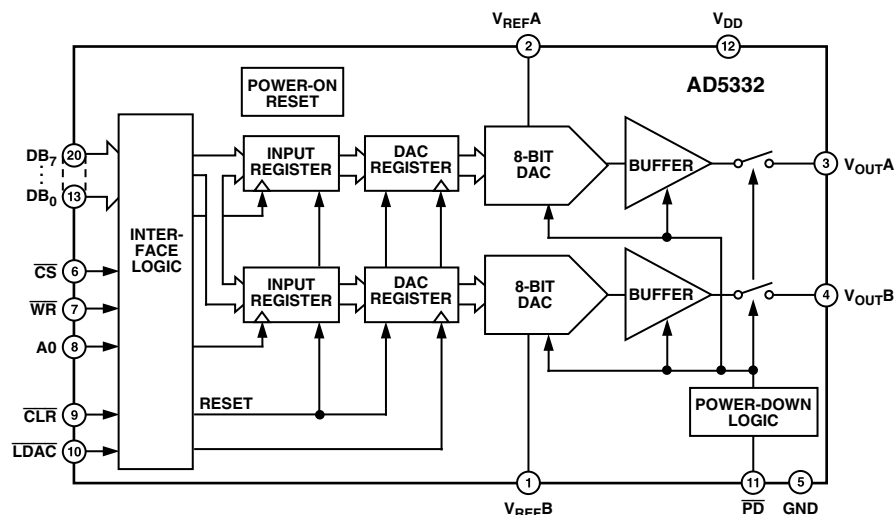 VREFA
VDD
2
12
POWER-ON
RESET
AD5332
DB7
20
DB0
13
INPUT
REGISTER
DAC
REGISTER
8-BIT
DAC
BUFFER
3
VOUTA
INTER-
FACE
LOGIC
CS
6
WR
7
A0
8
INPUT
REGISTER
DAC
REGISTER
8-BIT
DAC
BUFFER
4
VOUTB
CLR
9
RESET
POWER-DOWN
LOGIC
LDAC
10
1
11
5
VREFB
PD
GND